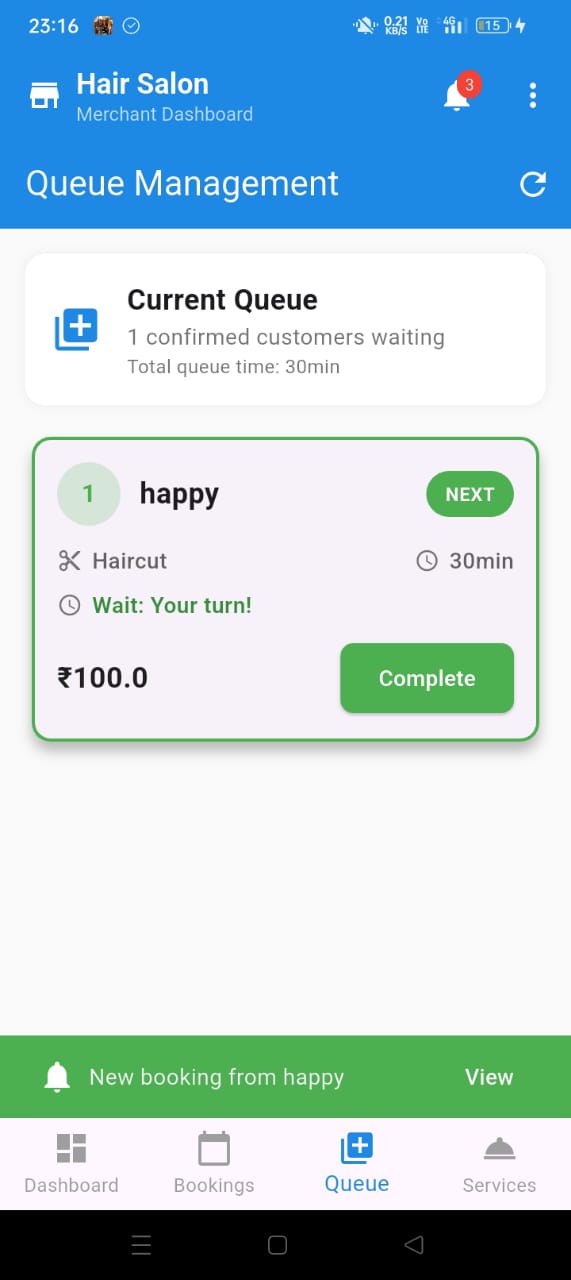 23:16 0.21 KB/S Vo LTE 4G 15
Hair Salon
3
Merchant Dashboard
Queue Management
Current Queue
1 confirmed customers waiting
Total queue time: 30min
1 happy NEXT
Haircut 30min
Wait: Your turn!
₹100.0 Complete
New booking from happy View
Dashboard Bookings Queue Services